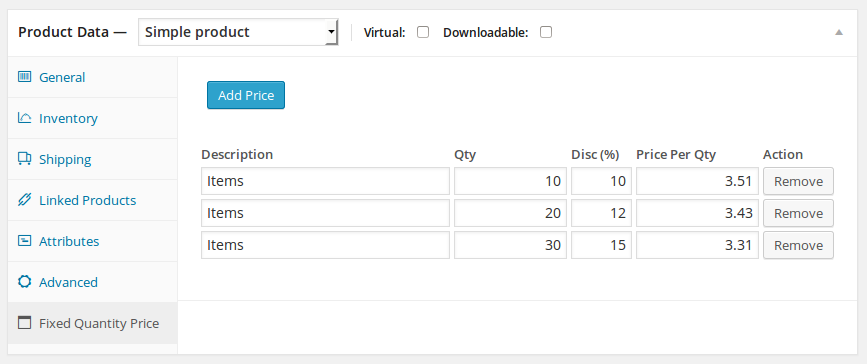 Product Data — Simple product Virtual: Downloadable:
General
Inventory
Shipping
Linked Products
Attributes
Advanced
Fixed Quantity Price
Add Price
Description Qty Disc (%) Price Per Qty Action
Items 10 10 3.51 Remove
Items 20 12 3.43 Remove
Items 30 15 3.31 Remove